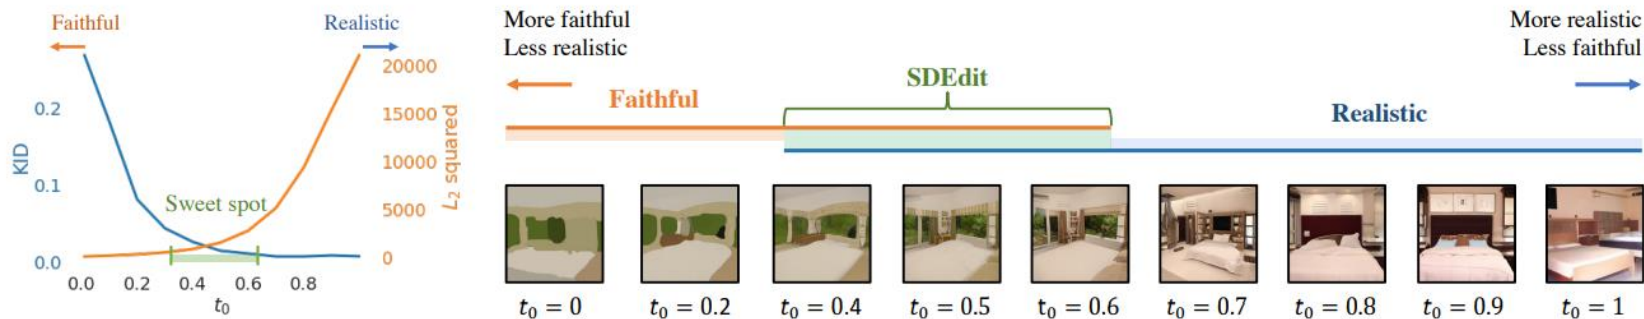 Faithful
Realistic
0.2
0.1
0.0
KID
20000
15000
10000
5000
0
L₂ squared
Sweet spot
0.0 0.2 0.4 0.6 0.8
t₀
More faithful
Less realistic
More realistic
Less faithful
SDEdit
Faithful
Realistic
t₀ = 0 t₀ = 0.2 t₀ = 0.4 t₀ = 0.5 t₀ = 0.6 t₀ = 0.7 t₀ = 0.8 t₀ = 0.9 t₀ = 1